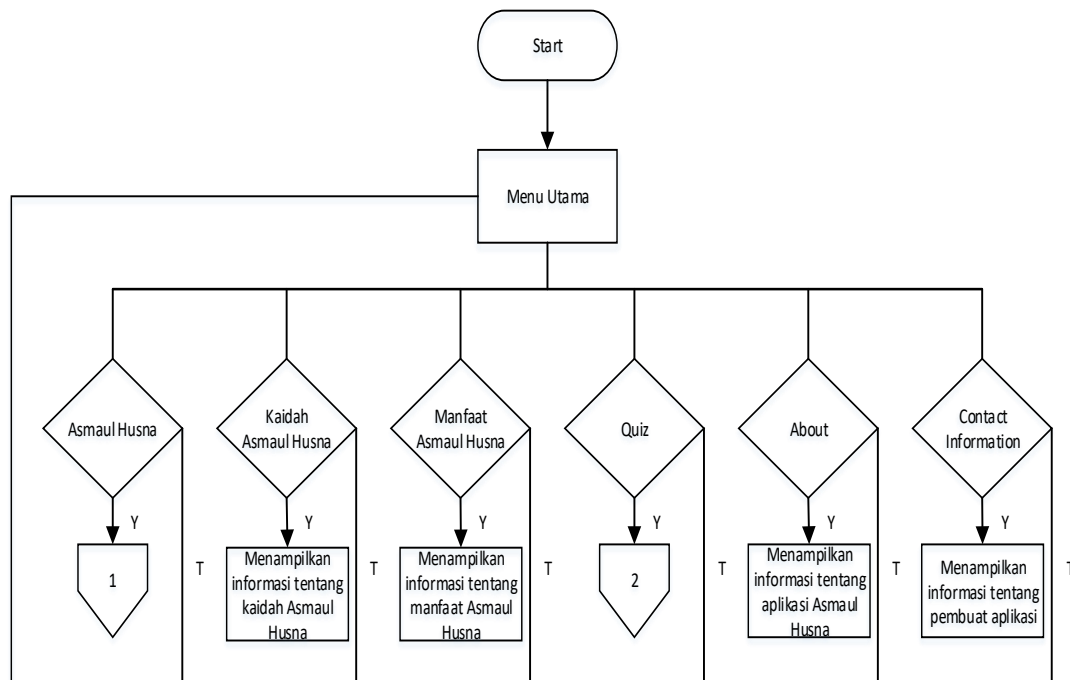 Start
Menu Utama
Asmaul Husna
Kaidah
Asmaul Husna
Manfaat
Asmaul Husna
Quiz
About
Contact
Information
Y
Y
Y
Y
Y
Y
1
T
Menampilkan
informasi tentang
kaidah Asmaul
Husna
T
Menampilkan
informasi tentang
manfaat Asmaul
Husna
T
2
T
Menampilkan
informasi tentang
aplikasi Asmaul
Husna
T
Menampilkan
informasi tentang
pembuat aplikasi
T